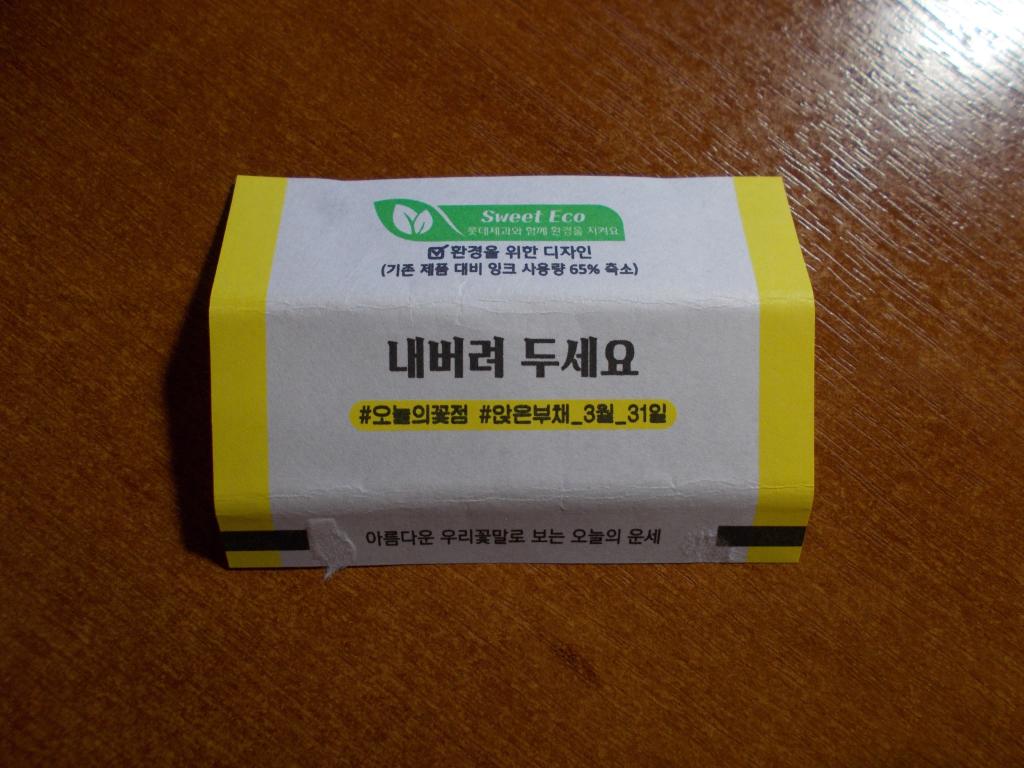 Sweet Eco
롯데제과와 함께 환경을 지켜요
환경을 위한 디자인
(기존 제품 대비 잉크 사용량 65% 축소)
내버려 두세요
#오늘의꽃점 #앉은부채_3월_31일
아름다운 우리꽃말로 보는 오늘의 운세